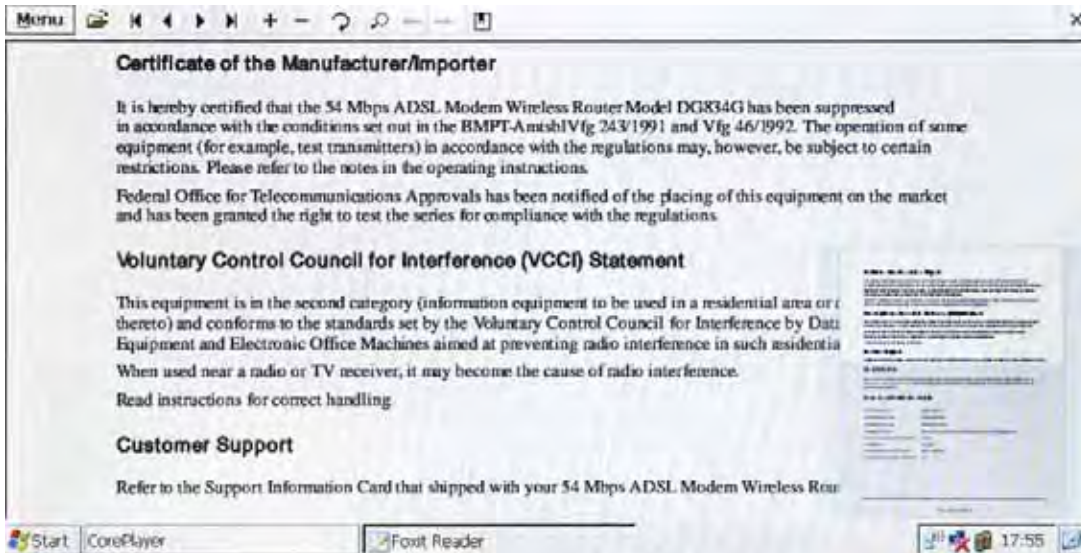 Menu
Certificate of the Manufacturer/Importer
It is hereby certified that the 54 Mbps ADSL Modem Wireless Router Model DG834G has been suppressed
in accordance with the conditions set out in the BMPT-AmtsblVfg 243/1991 and Vfg 46/1992. The operation of some
equipment (for example, test transmitters) in accordance with the regulations may, however, be subject to certain
restrictions. Please refer to the notes in the operating instructions.
Federal Office for Telecommunications Approvals has been notified of the placing of this equipment on the market
and has been granted the right to test the series for compliance with the regulations.
Voluntary Control Council for Interference (VCCI) Statement
This equipment is in the second category (information equipment to be used in a residential area or
thereto) and conforms to the standards set by the Voluntary Control Council for Interference by Data
Equipment and Electronic Office Machines aimed at preventing radio interference in such residentia
When used near a radio or TV receiver, it may become the cause of radio interference.
Read instructions for correct handling.
Customer Support
Refer to the Support Information Card that shipped with your 54 Mbps ADSL Modem Wireless Rou
Start CorePlayer Foxit Reader 17:55